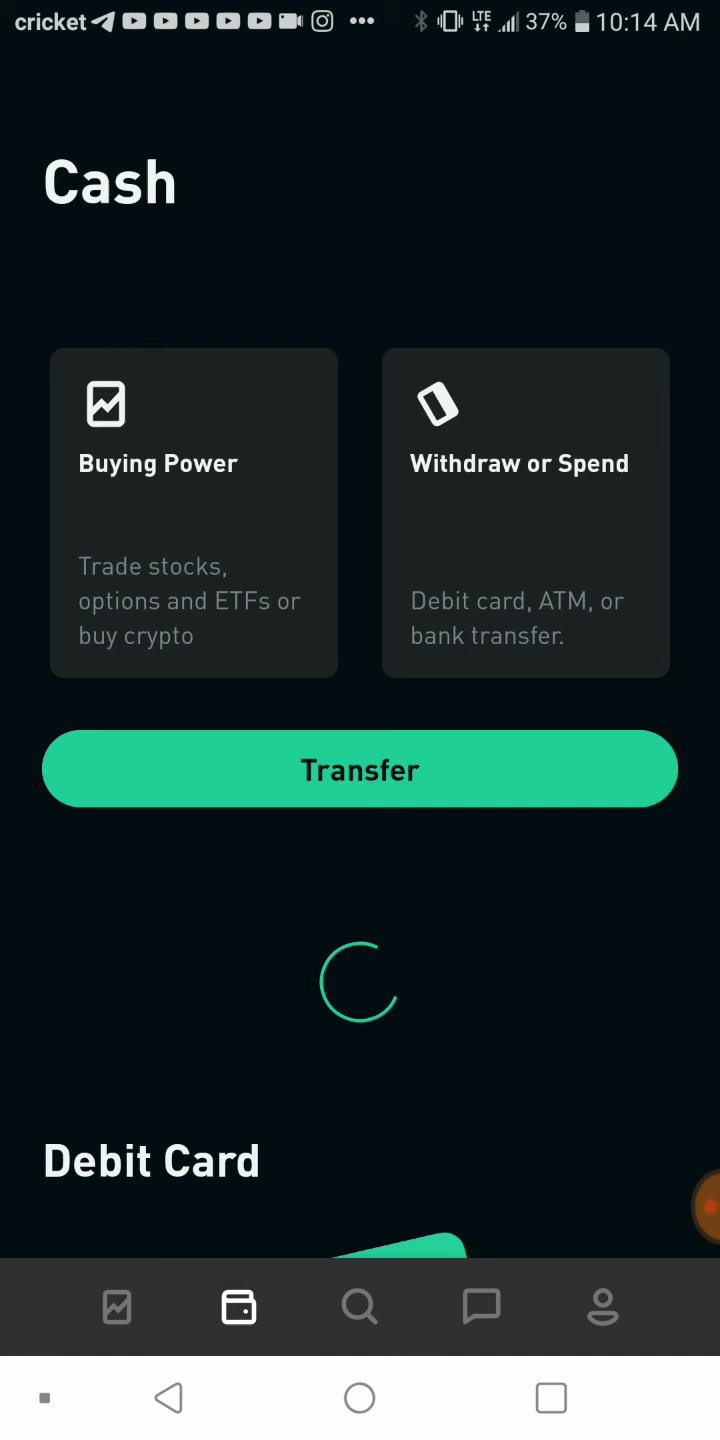 cricket LTE 37% 10:14 AM
Cash
Buying Power
Trade stocks,
options and ETFs or
buy crypto
Withdraw or Spend
Debit card, ATM, or
bank transfer.
Transfer
Debit Card